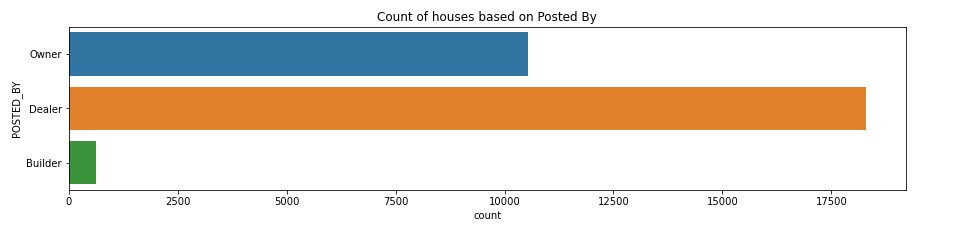 Count of houses based on Posted By
POSTED_BY
Owner
Dealer
Builder
0 2500 5000 7500 10000 12500 15000 17500
count